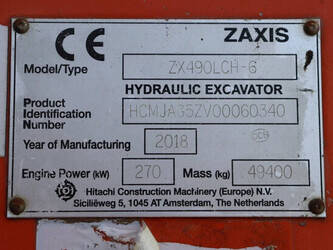 CE ZAXIS
Model/Type ZX490LCH-6
HYDRAULIC EXCAVATOR
Product
Identification HCMJAG35ZV00060340
Number
Year of Manufacturing 2018
Engine Power (kW) 270 Mass (kg) 49400
Hitachi Construction Machinery (Europe) N.V.
Siciliëweg 5, 1045 AT Amsterdam, The Netherlands